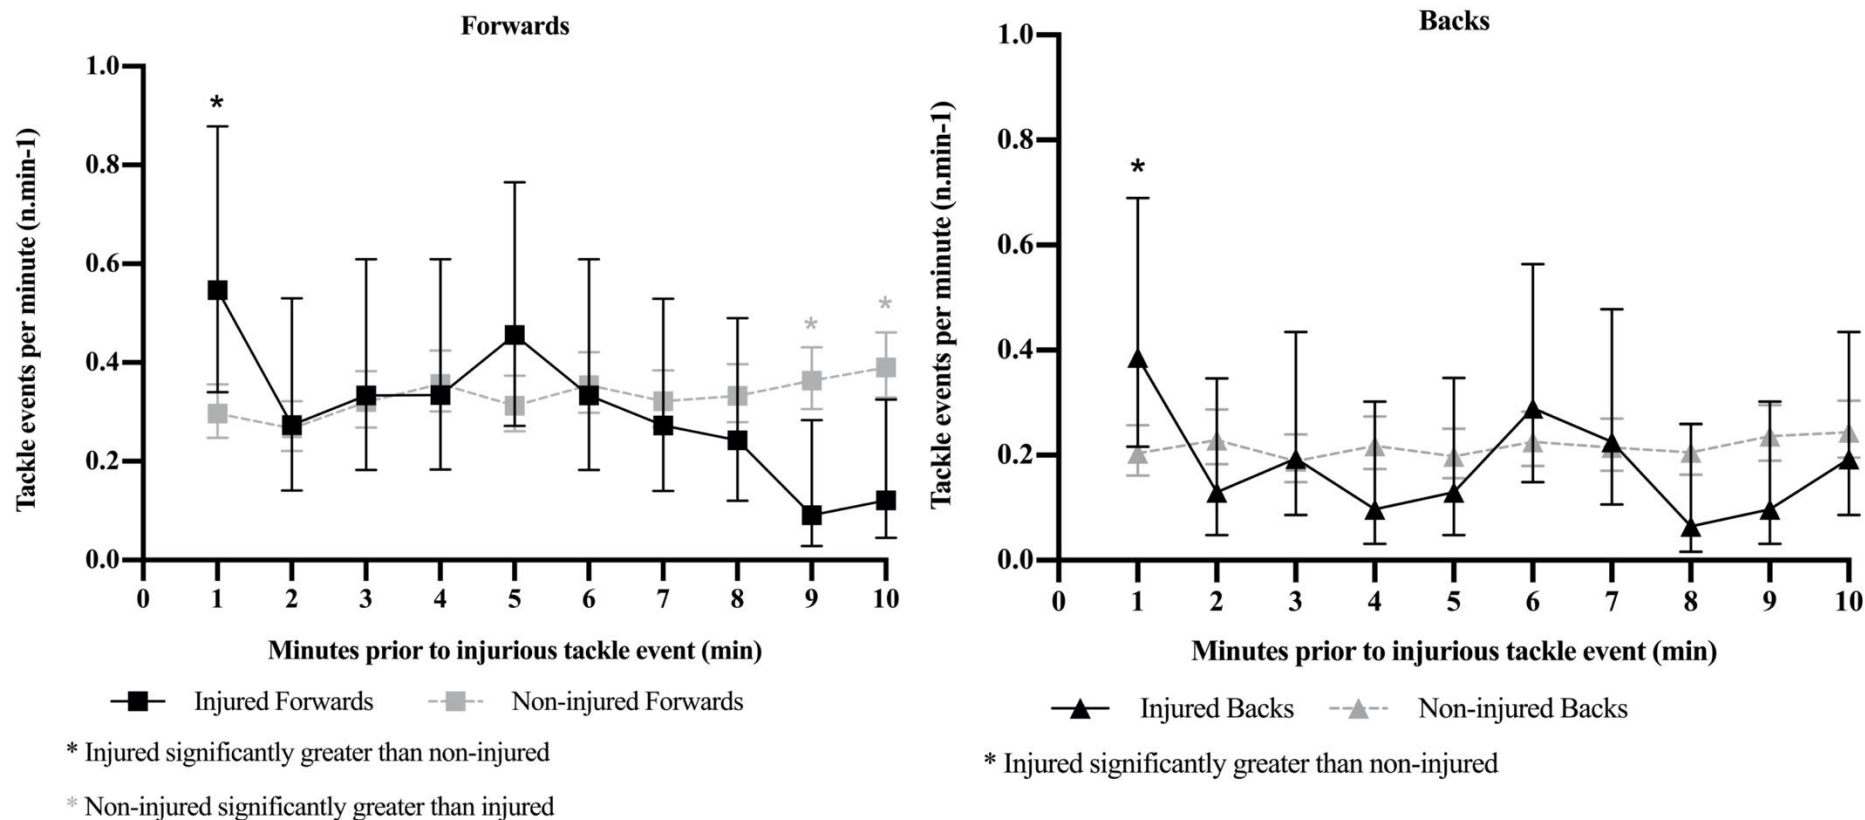 Forwards
Tackle events per minute (n.min-1)
1.0
0.8
0.6
0.4
0.2
0.0
*
*
*
0 1 2 3 4 5 6 7 8 9 10
Minutes prior to injurious tackle event (min)
Injured Forwards Non-injured Forwards
* Injured significantly greater than non-injured
* Non-injured significantly greater than injured
Backs
Tackle events per minute (n.min-1)
1.0
0.8
0.6
0.4
0.2
0.0
*
0 1 2 3 4 5 6 7 8 9 10
Minutes prior to injurious tackle event (min)
Injured Backs Non-injured Backs
* Injured significantly greater than non-injured